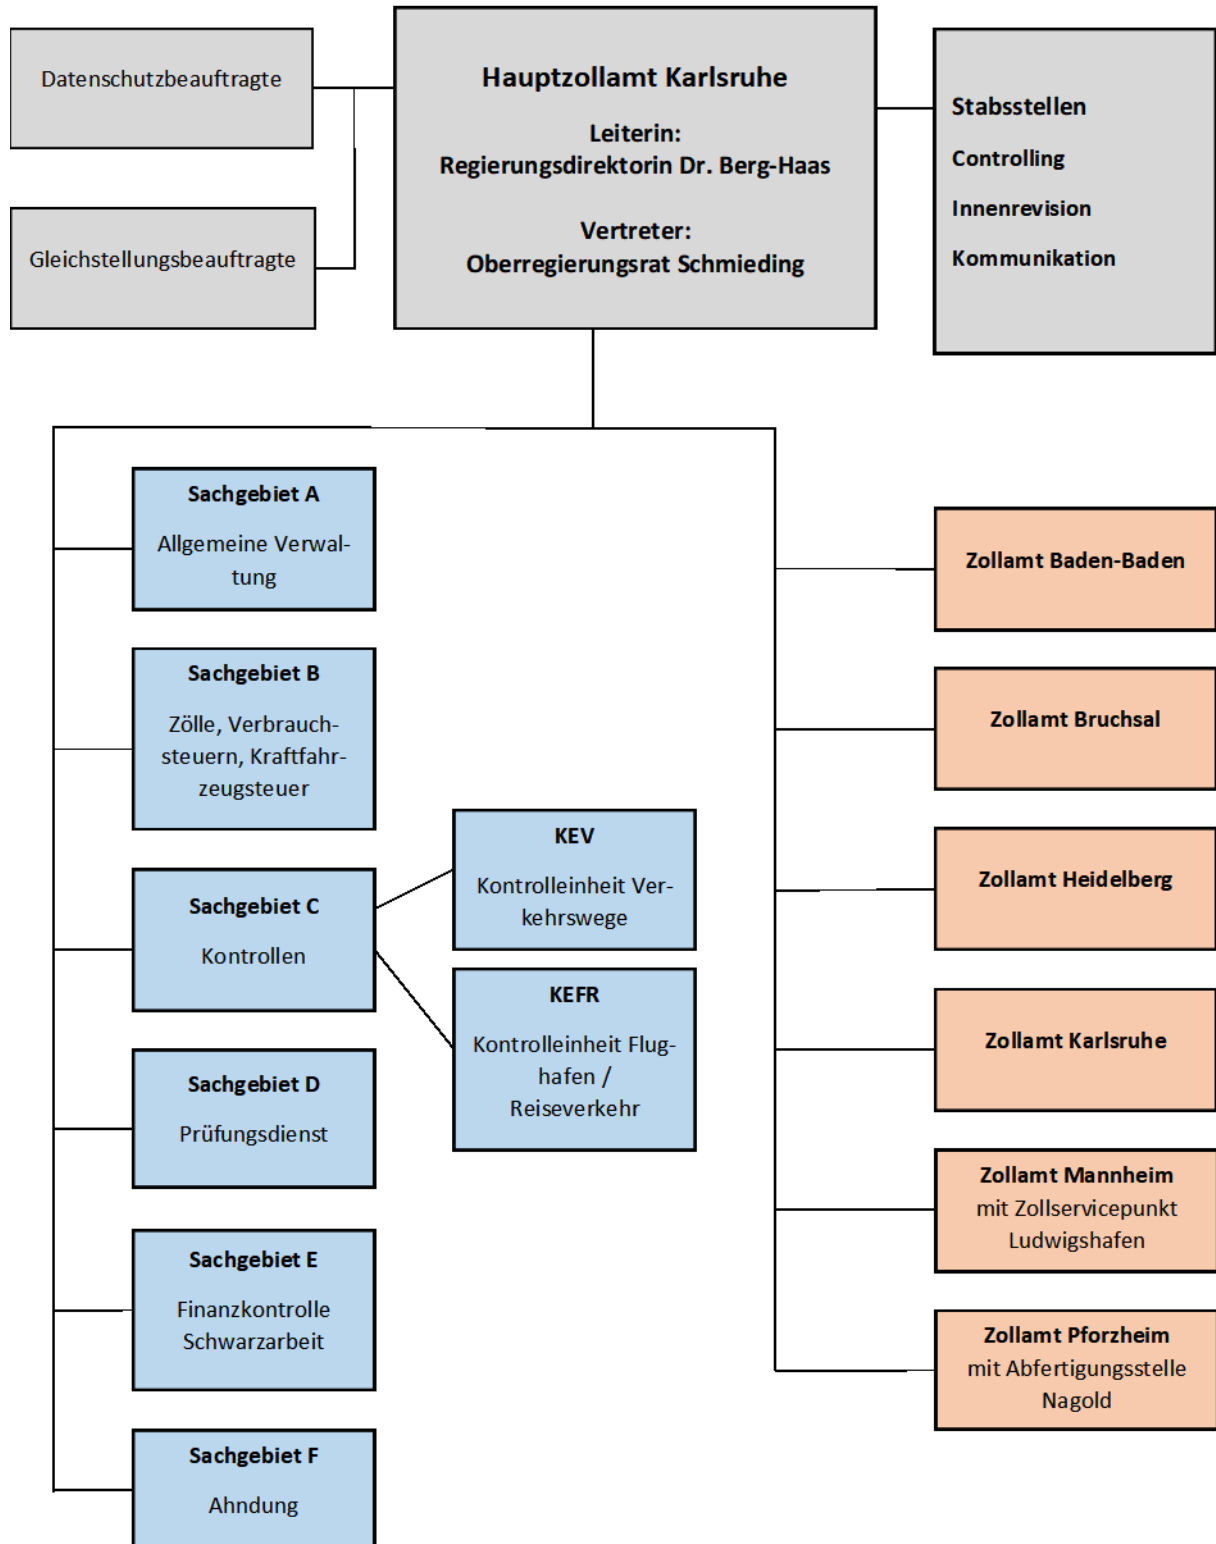 Datenschutzbeauftragte
Gleichstellungsbeauftragte
Hauptzollamt Karlsruhe
Leiterin:
Regierungsdirektorin Dr. Berg-Haas
Vertreter:
Oberregierungsrat Schmieding
Stabsstellen
Controlling
Innenrevision
Kommunikation
Sachgebiet A
Allgemeine Verwal-
tung
Sachgebiet B
Zölle, Verbrauch-
steuern, Kraftfahr-
zeugsteuer
Sachgebiet C
Kontrollen
KEV
Kontrolleinheit Ver-
kehrswege
KEFR
Kontrolleinheit Flug-
hafen /
Reiseverkehr
Sachgebiet D
Prüfungsdienst
Sachgebiet E
Finanzkontrolle
Schwarzarbeit
Sachgebiet F
Ahndung
Zollamt Baden-Baden
Zollamt Bruchsal
Zollamt Heidelberg
Zollamt Karlsruhe
Zollamt Mannheim
mit Zollservicepunkt
Ludwigshafen
Zollamt Pforzheim
mit Abfertigungsstelle
Nagold